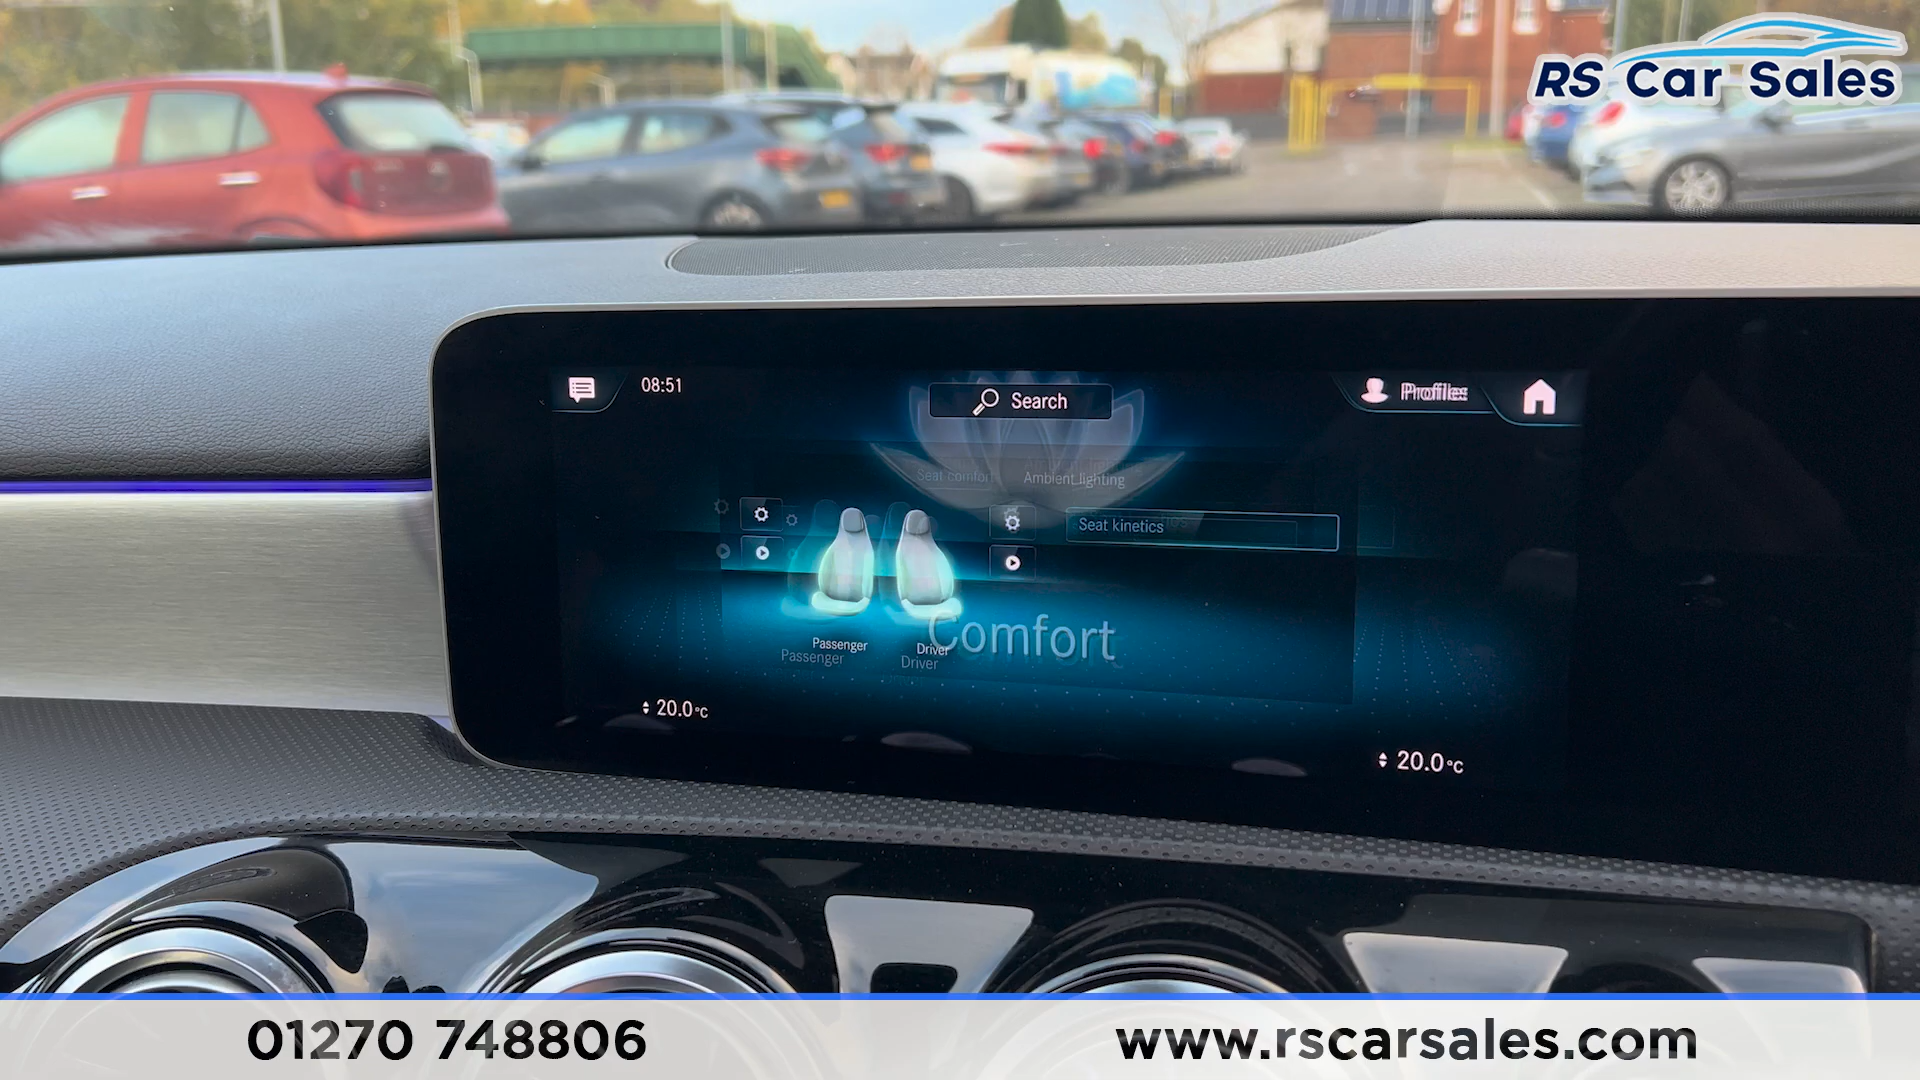 RS Car Sales
08:51
Search
Profiles
Seat comfort
Ambient lighting
Seat kinetics
Comfort
Passenger
Driver
Passenger
Driver
20.0°C
20.0°C
01270 748806
www.rscarsales.com